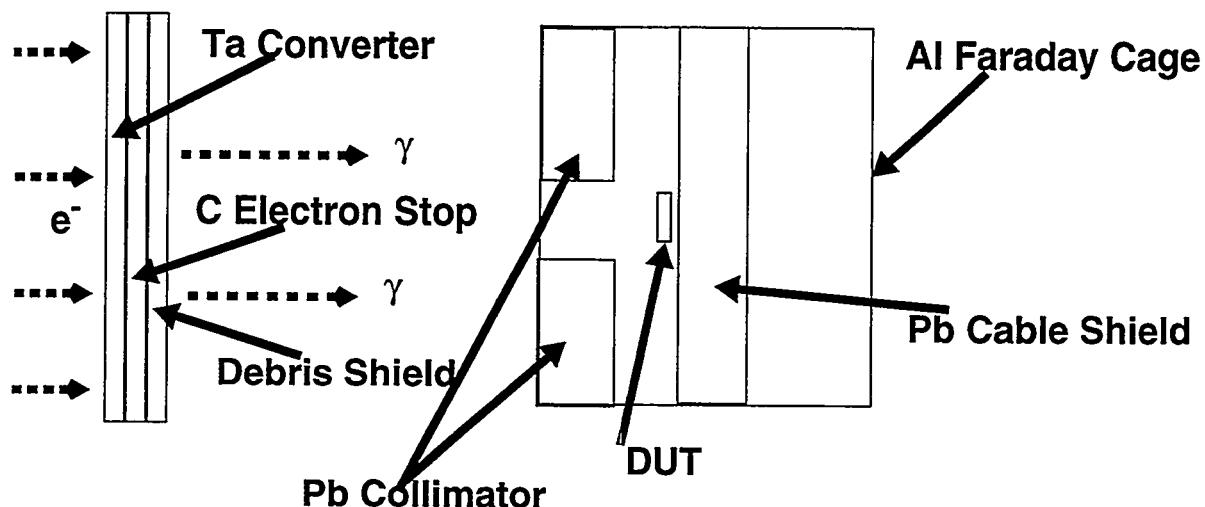 Ta Converter
Al Faraday Cage
γ
e-
C Electron Stop
γ
Pb Cable Shield
Debris Shield
DUT
Pb Collimator